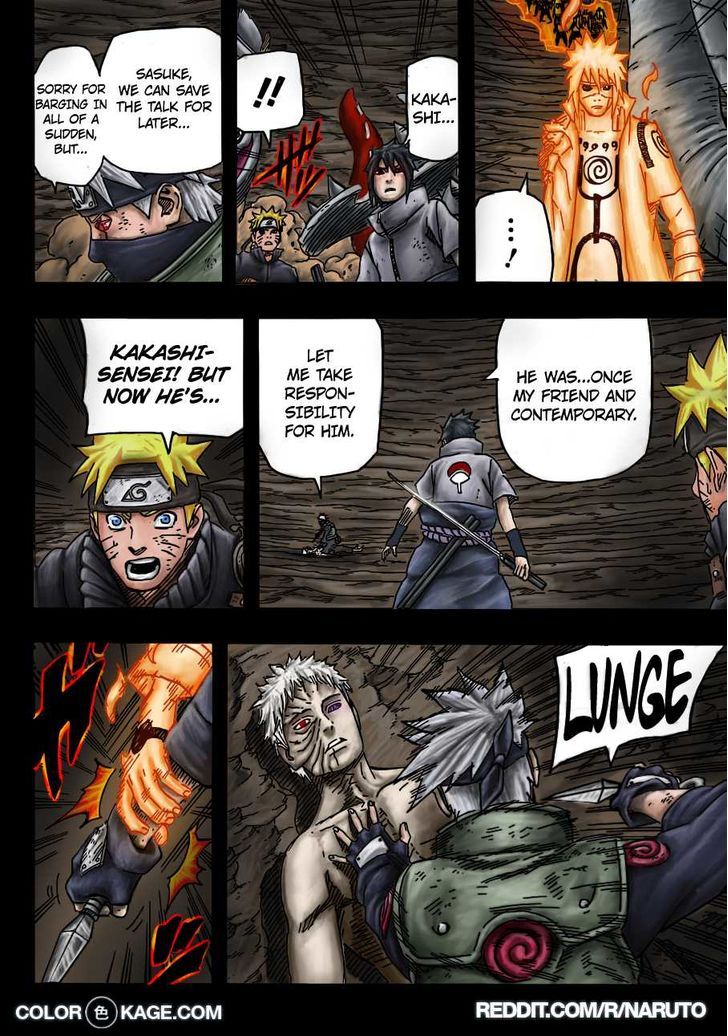 ...!
KAKA-
SHI...
!!
SASUKE,
WE CAN SAVE
THE TALK FOR
LATER...
SORRY FOR
BARGING IN
ALL OF A
SUDDEN,
BUT...
HE WAS...ONCE
MY FRIEND AND
CONTEMPORARY.
LET
ME TAKE
RESPON-
SIBILITY
FOR HIM.
KAKASHI-
SENSEI! BUT
NOW HE'S...
LUNGE
COLOR 色 KAGE.COM
REDDIT.COM/R/NARUTO